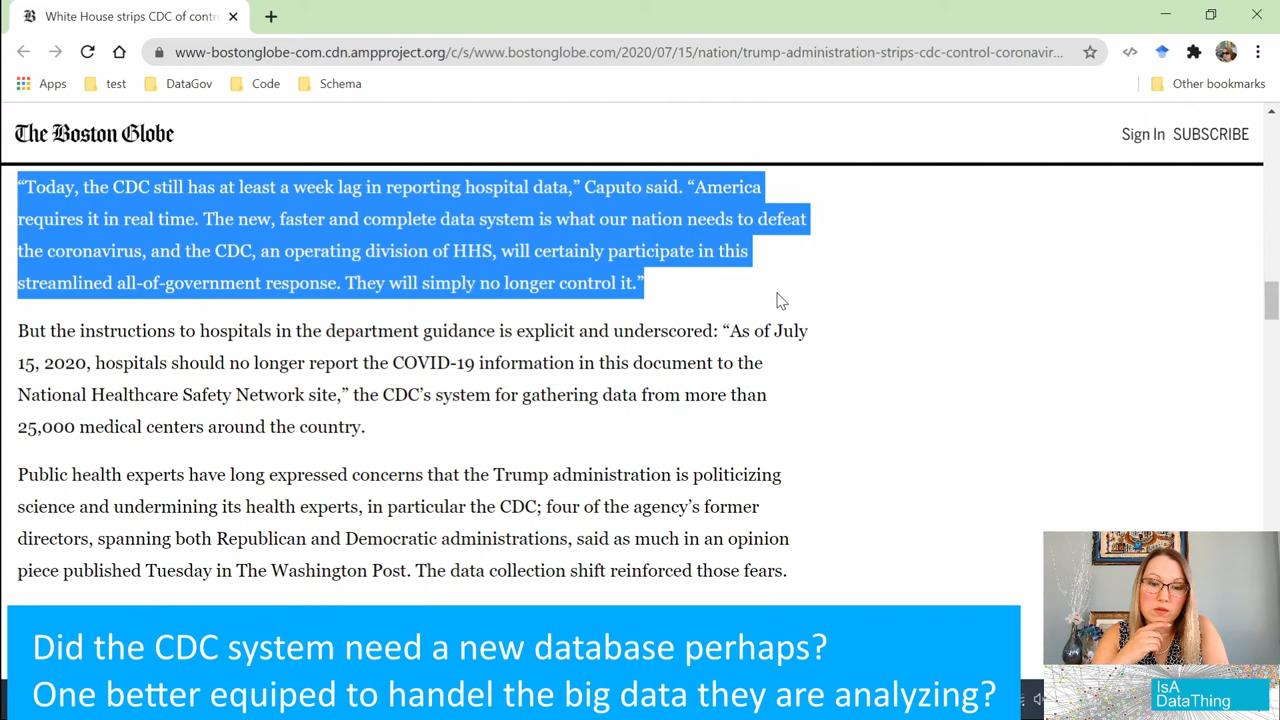 White House strips CDC of contr
www-bostonglobe-com.cdn.ampproject.org/c/s/www.bostonglobe.com/2020/07/15/nation/trump-administration-strips-cdc-control-coronavir...
Apps test DataGov Code Schema Other bookmarks
The Boston Globe Sign In SUBSCRIBE
“Today, the CDC still has at least a week lag in reporting hospital data,” Caputo said. “America
requires it in real time. The new, faster and complete data system is what our nation needs to defeat
the coronavirus, and the CDC, an operating division of HHS, will certainly participate in this
streamlined all-of-government response. They will simply no longer control it.”
But the instructions to hospitals in the department guidance is explicit and underscored: “As of July
15, 2020, hospitals should no longer report the COVID-19 information in this document to the
National Healthcare Safety Network site,” the CDC’s system for gathering data from more than
25,000 medical centers around the country.
Public health experts have long expressed concerns that the Trump administration is politicizing
science and undermining its health experts, in particular the CDC; four of the agency’s former
directors, spanning both Republican and Democratic administrations, said as much in an opinion
piece published Tuesday in The Washington Post. The data collection shift reinforced those fears.
Did the CDC system need a new database perhaps?
One better equiped to handel the big data they are analyzing?
IsA
DataThing